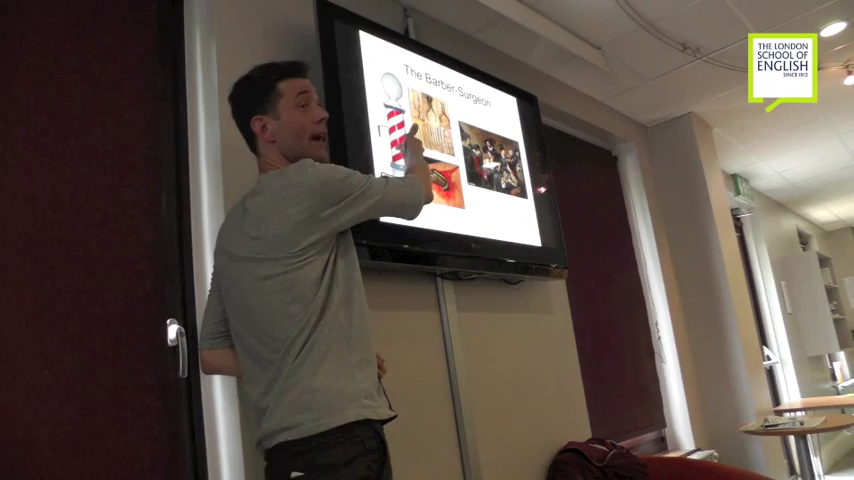 The Barber-Surgeon
THE LONDON
SCHOOL OF
ENGLISH
SINCE 1912